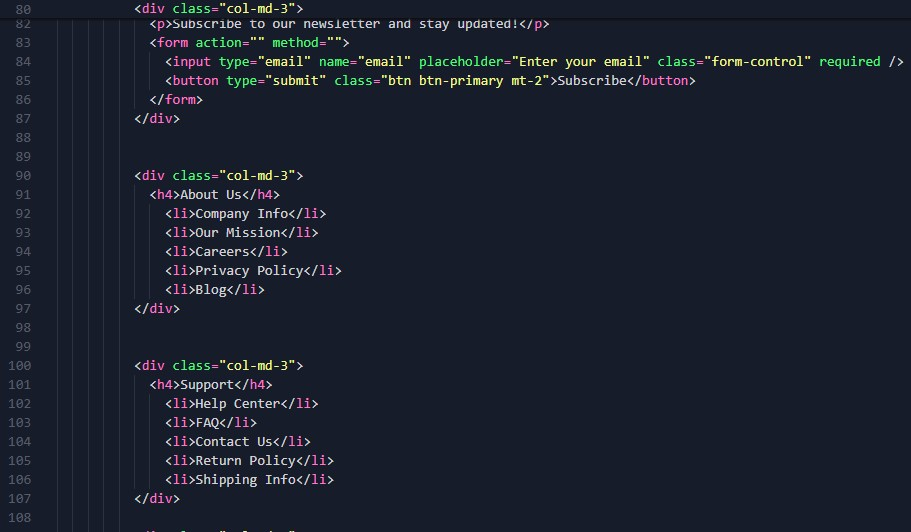 80 <div class="col-md-3">
82 <p>Subscribe to our newsletter and stay updated!</p>
83 <form action="" method="">
84 <input type="email" name="email" placeholder="Enter your email" class="form-control" required />
85 <button type="submit" class="btn btn-primary mt-2">Subscribe</button>
86 </form>
87 </div>
88
89
90 <div class="col-md-3">
91 <h4>About Us</h4>
92 <li>Company Info</li>
93 <li>Our Mission</li>
94 <li>Careers</li>
95 <li>Privacy Policy</li>
96 <li>Blog</li>
97 </div>
98
99
100 <div class="col-md-3">
101 <h4>Support</h4>
102 <li>Help Center</li>
103 <li>FAQ</li>
104 <li>Contact Us</li>
105 <li>Return Policy</li>
106 <li>Shipping Info</li>
107 </div>
108